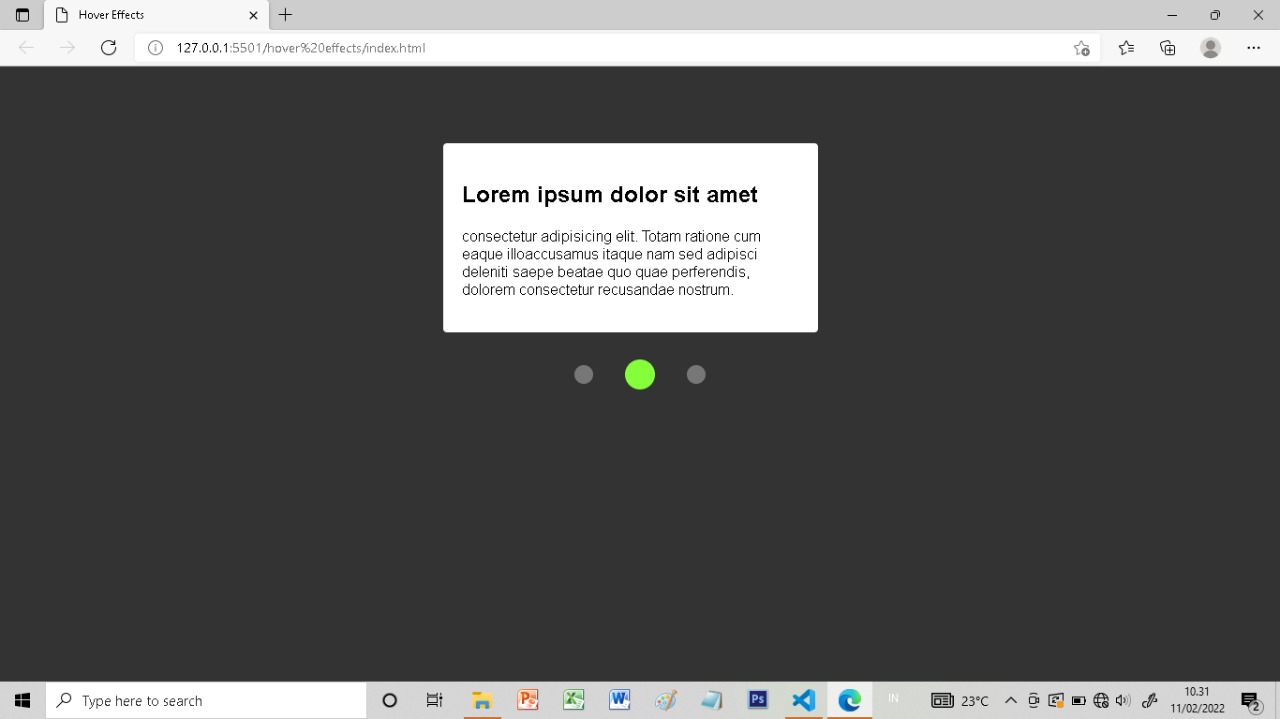 Hover Effects
127.0.0.1:5501/hover%20effects/index.html
Lorem ipsum dolor sit amet
consectetur adipisicing elit. Totam ratione cum
eaque illoaccusamus itaque nam sed adipisci
deleniti saepe beatae quo quae perferendis,
dolorem consectetur recusandae nostrum.
Type here to search
Ps
IN
23°C
10.31
11/02/2022
2